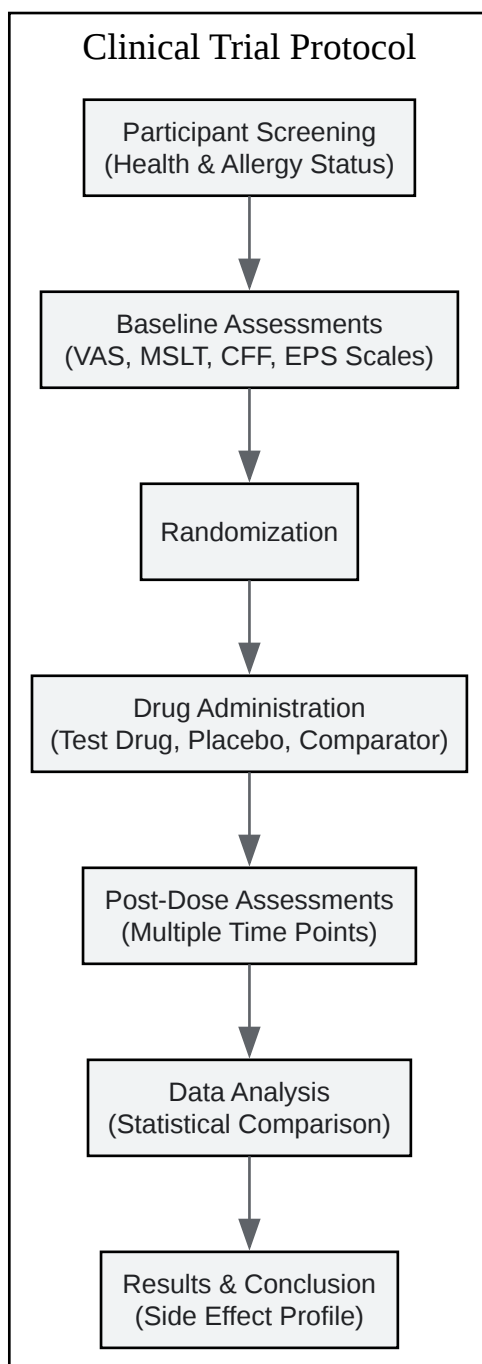 Clinical Trial Protocol
Participant Screening
(Health & Allergy Status)
Baseline Assessments
(VAS, MSLT, CFF, EPS Scales)
Randomization
Drug Administration
(Test Drug, Placebo, Comparator)
Post-Dose Assessments
(Multiple Time Points)
Data Analysis
(Statistical Comparison)
Results & Conclusion
(Side Effect Profile)